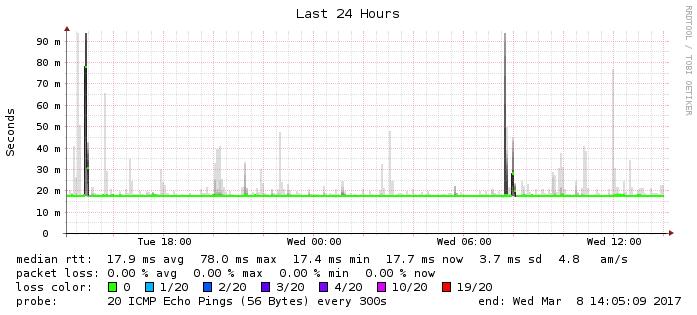 Last 24 Hours
RRDTOOL / TOBI OETIKER
Seconds
90 m
80 m
70 m
60 m
50 m
40 m
30 m
20 m
10 m
0
Tue 18:00 Wed 00:00 Wed 06:00 Wed 12:00
median rtt: 17.9 ms avg 78.0 ms max 17.4 ms min 17.7 ms now 3.7 ms sd 4.8 am/s
packet loss: 0.00 % avg 0.00 % max 0.00 % min 0.00 % now
loss color: 0 1/20 2/20 3/20 4/20 10/20 19/20
probe: 20 ICMP Echo Pings (56 Bytes) every 300s end: Wed Mar 8 14:05:09 2017